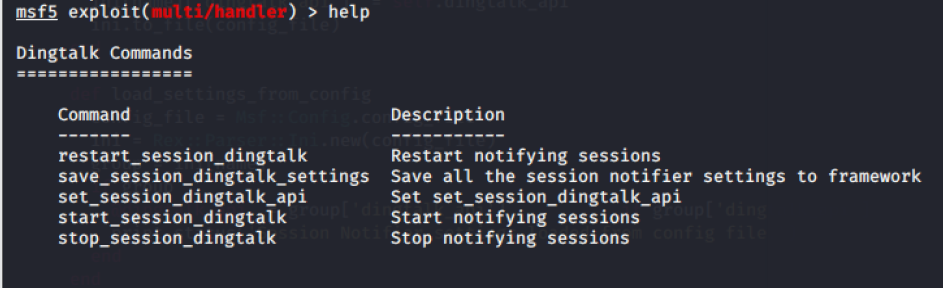 msf5 exploit(multi/handler) > help
Dingtalk Commands
=================
Command Description
------- -----------
restart_session_dingtalk Restart notifying sessions
save_session_dingtalk_settings Save all the session notifier settings to framework
set_session_dingtalk_api Set set_session_dingtalk_api
start_session_dingtalk Start notifying sessions
stop_session_dingtalk Stop notifying sessions